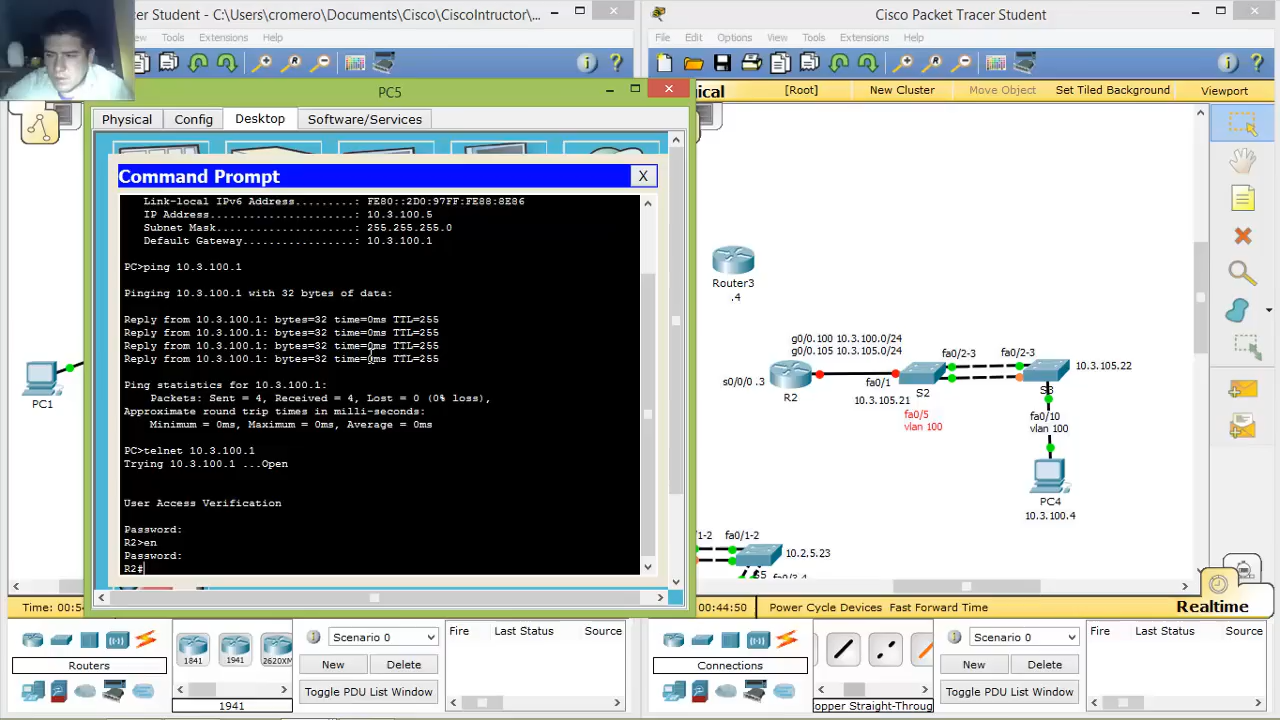 er Student - C:\Users\cromero\Documents\Cisco\CiscoIntructor\...
Cisco Packet Tracer Student
Tools Extensions
File Edit Options View Tools Extensions
PC5
[Root]
New Cluster
Move Object
Set Tiled Background
Viewport
Physical Config Desktop Software/Services
Command Prompt
X
Link-local IPv6 Address.........: FE80::2D0:97FF:FE88:8E86
IP Address......................: 10.3.100.5
Subnet Mask.....................: 255.255.255.0
Default Gateway.................: 10.3.100.1
PC>ping 10.3.100.1
Pinging 10.3.100.1 with 32 bytes of data:
Reply from 10.3.100.1: bytes=32 time=0ms TTL=255
Reply from 10.3.100.1: bytes=32 time=0ms TTL=255
Reply from 10.3.100.1: bytes=32 time=0ms TTL=255
Reply from 10.3.100.1: bytes=32 time=0ms TTL=255
Ping statistics for 10.3.100.1:
Packets: Sent = 4, Received = 4, Lost = 0 (0% loss),
Approximate round trip times in milli-seconds:
Minimum = 0ms, Maximum = 0ms, Average = 0ms
PC>telnet 10.3.100.1
Trying 10.3.100.1 ...Open
User Access Verification
Password:
R2>en
Password:
R2#
PC1
Router3
.4
g0/0.100 10.3.100.0/24
g0/0.105 10.3.105.0/24
s0/0/0 .3
R2
fa0/1
10.3.105.21
S2
fa0/5
vlan 100
fa0/2-3
fa0/2-3
10.3.105.22
S3
fa0/10
vlan 100
PC4
10.3.100.4
fa0/1-2
10.2.5.23
S5
fa0/3,4
Time: 00:5
00:44:50
Power Cycle Devices Fast Forward Time
Realtime
Routers
1841
1941
2620XM
1941
Scenario 0
New
Delete
Toggle PDU List Window
Fire Last Status Source
Connections
opper Straight-Throug
Scenario 0
New
Delete
Toggle PDU List Window
Fire Last Status Source